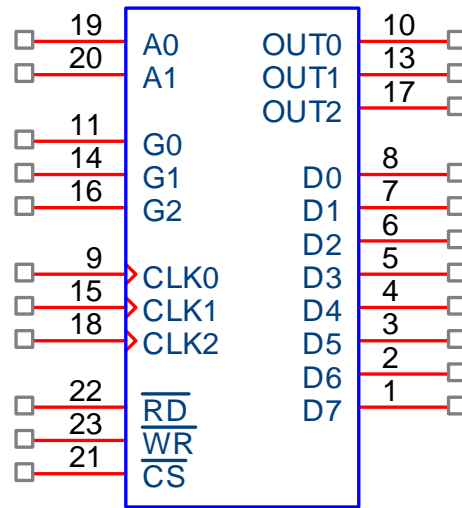 19 A0 OUT0 10
20 A1 OUT1 13
OUT2 17
11 G0
14 G1 D0 8
16 G2 D1 7
D2 6
9 CLK0 D3 5
15 CLK1 D4 4
18 CLK2 D5 3
D6 2
22 RD D7 1
23 WR
21 CS